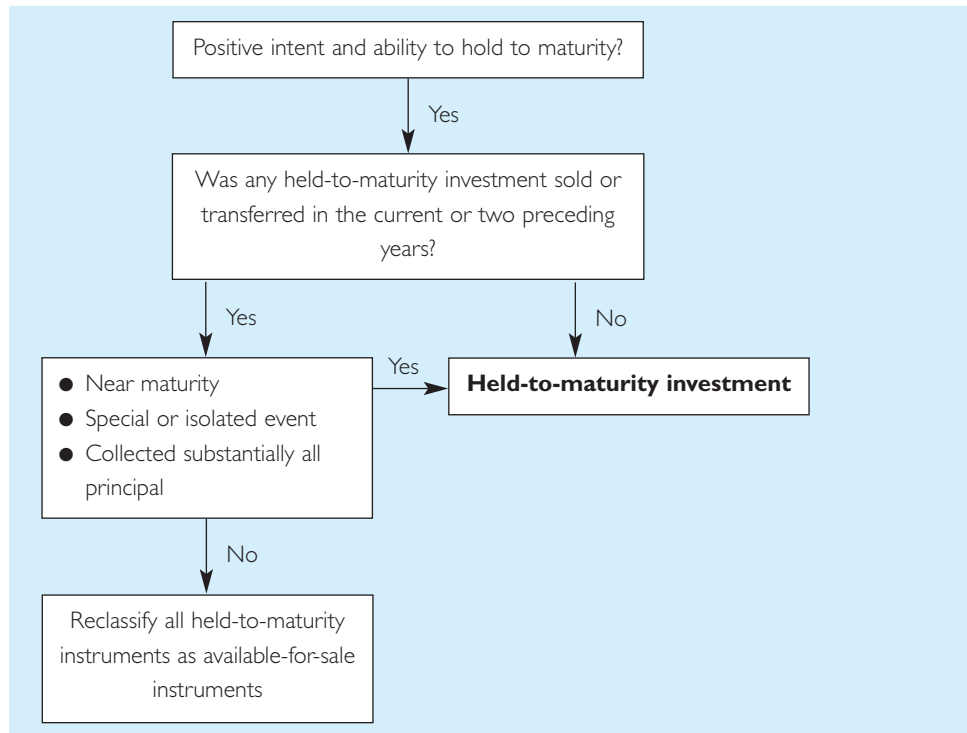 Positive intent and ability to hold to maturity?
Yes
Was any held-to-maturity investment sold or
transferred in the current or two preceding
years?
Yes
No
● Near maturity
● Special or isolated event
● Collected substantially all
principal
Yes
Held-to-maturity investment
No
Reclassify all held-to-maturity
instruments as available-for-sale
instruments